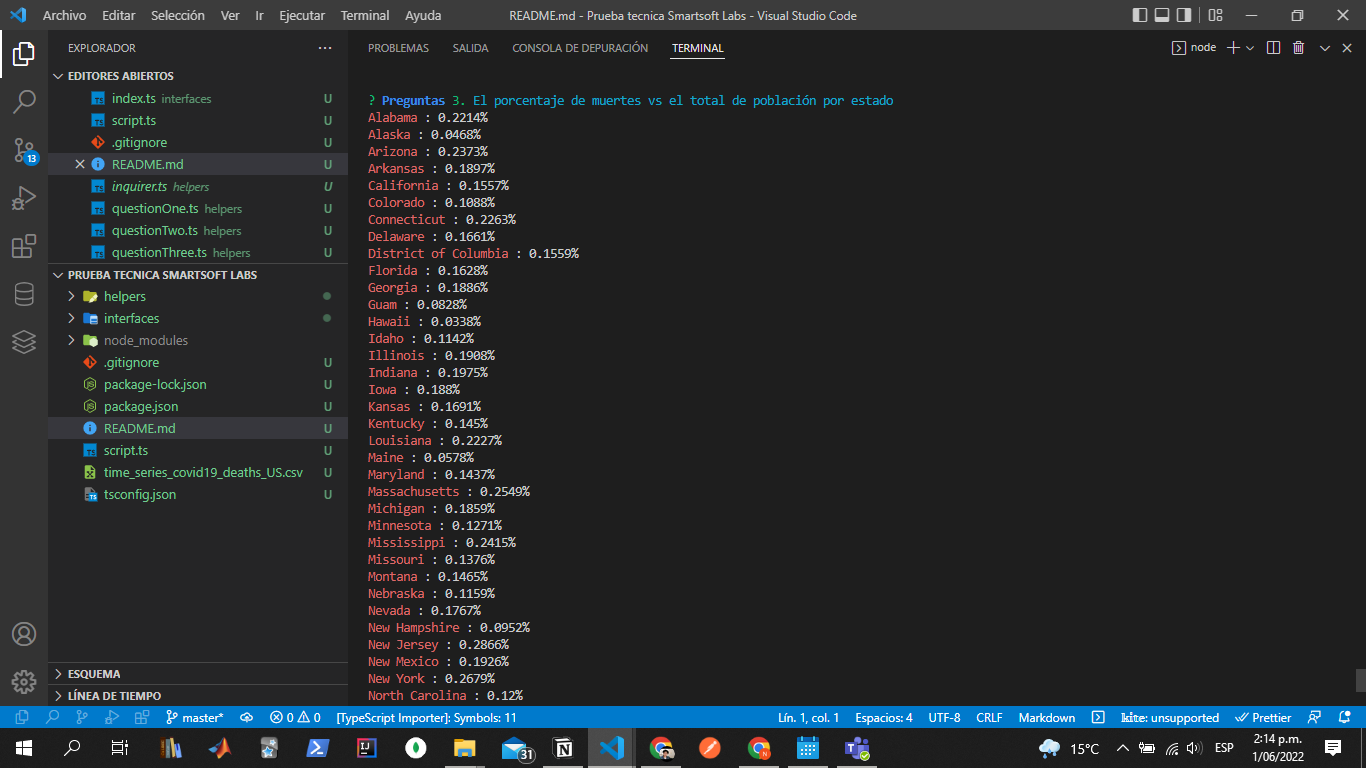 Archivo Editar Selección Ver Ir Ejecutar Terminal Ayuda README.md - Prueba tecnica Smartsoft Labs - Visual Studio Code
EXPLORADOR
EDITORES ABIERTOS
index.ts interfaces U
script.ts U
.gitignore U
README.md U
inquirer.ts helpers U
questionOne.ts helpers U
questionTwo.ts helpers U
questionThree.ts helpers U
PRUEBA TECNICA SMARTSOFT LABS
helpers
interfaces
node_modules
.gitignore U
package-lock.json U
package.json U
README.md U
script.ts U
time_series_covid19_deaths_US.csv U
tsconfig.json U
ESQUEMA
LÍNEA DE TIEMPO
13
PROBLEMAS SALIDA CONSOLA DE DEPURACIÓN TERMINAL node
? Preguntas 3. El porcentaje de muertes vs el total de población por estado
Alabama : 0.2214%
Alaska : 0.0468%
Arizona : 0.2373%
Arkansas : 0.1897%
California : 0.1557%
Colorado : 0.1088%
Connecticut : 0.2263%
Delaware : 0.1661%
District of Columbia : 0.1559%
Florida : 0.1628%
Georgia : 0.1886%
Guam : 0.0828%
Hawaii : 0.0338%
Idaho : 0.1142%
Illinois : 0.1908%
Indiana : 0.1975%
Iowa : 0.188%
Kansas : 0.1691%
Kentucky : 0.145%
Louisiana : 0.2227%
Maine : 0.0578%
Maryland : 0.1437%
Massachusetts : 0.2549%
Michigan : 0.1859%
Minnesota : 0.1271%
Mississippi : 0.2415%
Missouri : 0.1376%
Montana : 0.1465%
Nebraska : 0.1159%
Nevada : 0.1767%
New Hampshire : 0.0952%
New Jersey : 0.2866%
New Mexico : 0.1926%
New York : 0.2679%
North Carolina : 0.12%
master* 0 0 [TypeScript Importer]: Symbols: 11 Lín. 1, col. 1 Espacios: 4 UTF-8 CRLF Markdown kite: unsupported Prettier
31 15°C ESP 2:14 p.m.
1/06/2022